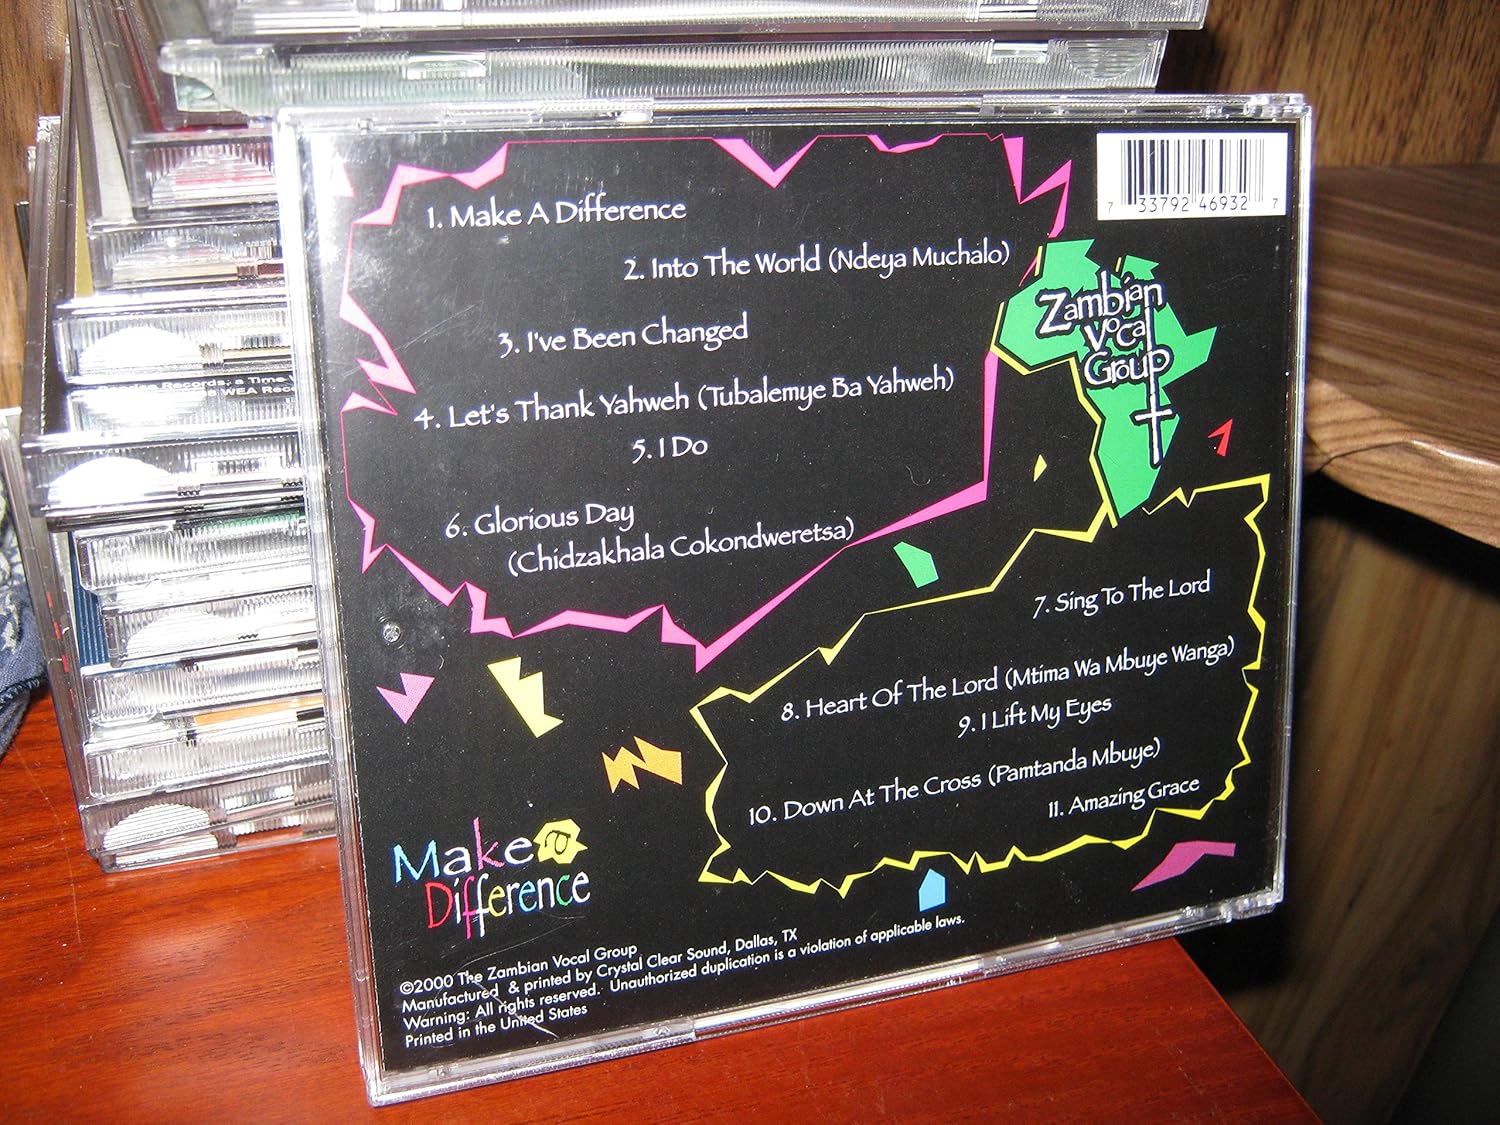 1. Make A Difference
2. Into The World (Ndeya Muchalo)
3. I've Been Changed
4. Let's Thank Yahweh (Tubalemye Ba Yahweh)
5. I Do
6. Glorious Day
(Chidzakhala Cokondweretsa)
7 33792 46932 7
Zambian
Vocal
Group
7. Sing To The Lord
8. Heart Of The Lord (Mtima Wa Mbuye Wanga)
9. I Lift My Eyes
10. Down At The Cross (Pamtanda Mbuye)
11. Amazing Grace
Make a
Difference
©2000 The Zambian Vocal Group
Manufactured & printed by Crystal Clear Sound, Dallas, TX
Warning: All rights reserved. Unauthorized duplication is a violation of applicable laws.
Printed in the United States
Records; a Time
WEA Rec